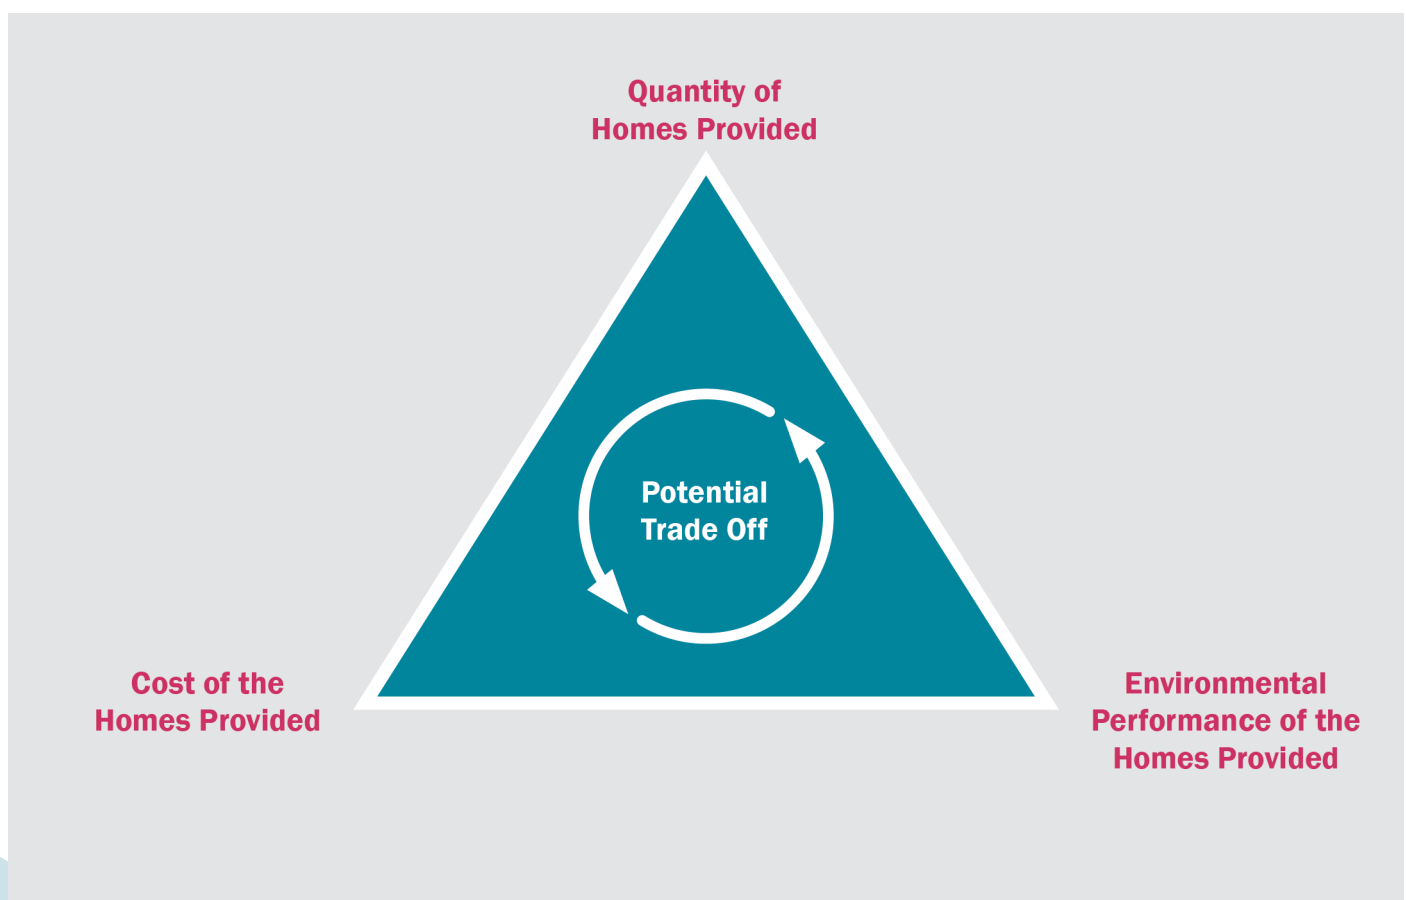 Quantity of
Homes Provided
Potential
Trade Off
Cost of the
Homes Provided
Environmental
Performance of the
Homes Provided